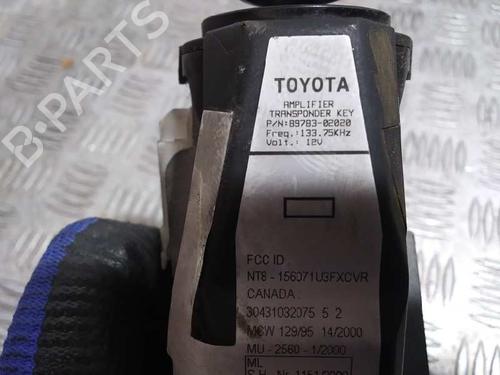 TOYOTA
AMPLIFIER
TRANSPONDER KEY
P/N:89783-02020
Freq.:133.75KHz
Volt.: 12V
FCC ID :
NT8 - 156071U3FXCVR
CANADA :
30431032075 5 2
MCW 129/95 14/2000
MU - 2560 - 1/2000
ML
B-PARTS